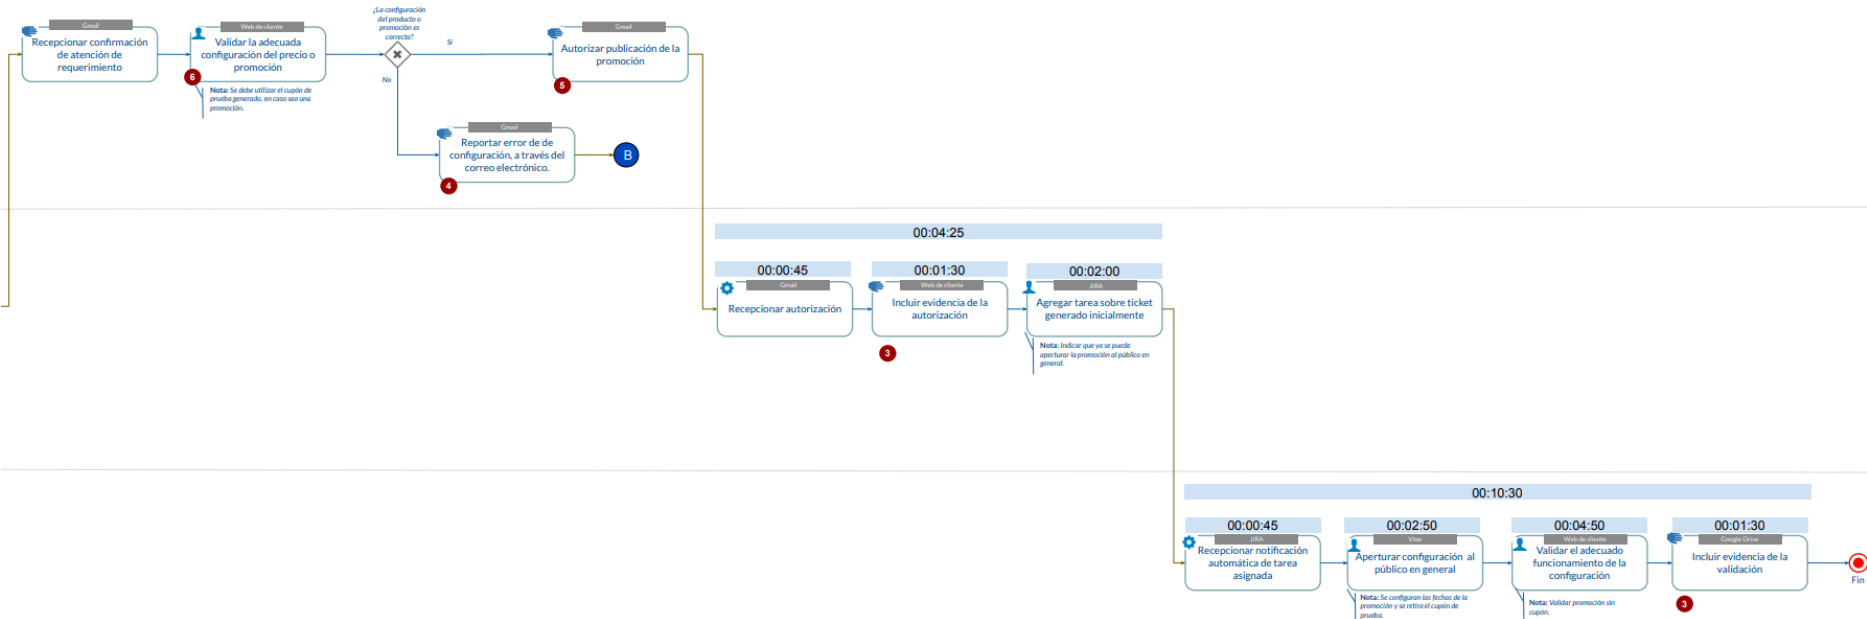 Gmail
Recepcionar confirmación
de atención de
requerimiento
Web de cliente
Validar la adecuada
configuración del precio o
promoción
6
Nota: Se debe utilizar el cupón de
prueba generado, en caso sea una
promoción.
¿La configuración
del producto o
promoción es
correcta?
Si
No
Gmail
Autorizar publicación de la
promoción
5
Gmail
Reportar error de de
configuración, a través del
correo electrónico.
4
B
00:04:25
00:00:45
Gmail
Recepcionar autorización
00:01:30
Web de cliente
Incluir evidencia de la
autorización
3
00:02:00
JIRA
Agregar tarea sobre ticket
generado inicialmente
Nota: Indicar que ya se puede
aperturar la promoción al público en
general.
00:10:30
00:00:45
JIRA
Recepcionar notificación
automática de tarea
asignada
00:02:50
Vtex
Aperturar configuración al
público en general
Nota: Se configuran las fechas de la
promoción y se retira el cupón de
prueba.
00:04:50
Web de cliente
Validar el adecuado
funcionamiento de la
configuración
Nota: Validar promoción sin
cupón.
00:01:30
Google Drive
Incluir evidencia de la
validación
3
Fin